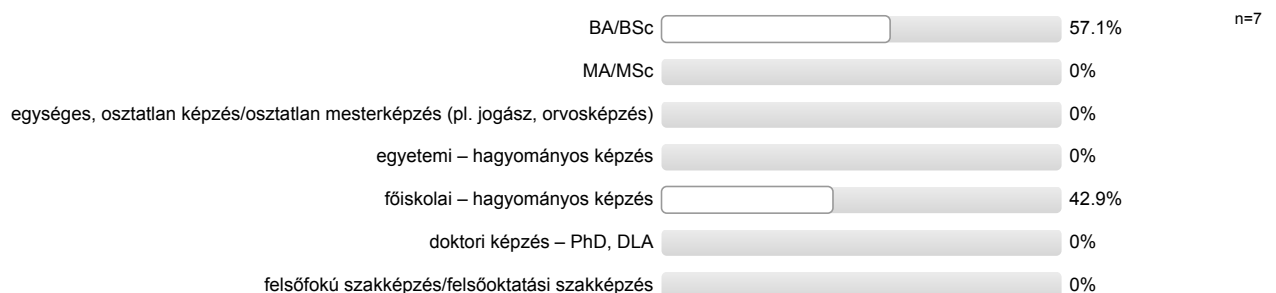 BA/BSc 57.1% n=7
MA/MSc 0%
egységes, osztatlan képzés/osztatlan mesterképzés (pl. jogász, orvosképzés) 0%
egyetemi – hagyományos képzés 0%
főiskolai – hagyományos képzés 42.9%
doktori képzés – PhD, DLA 0%
felsőfokú szakképzés/felsőoktatási szakképzés 0%